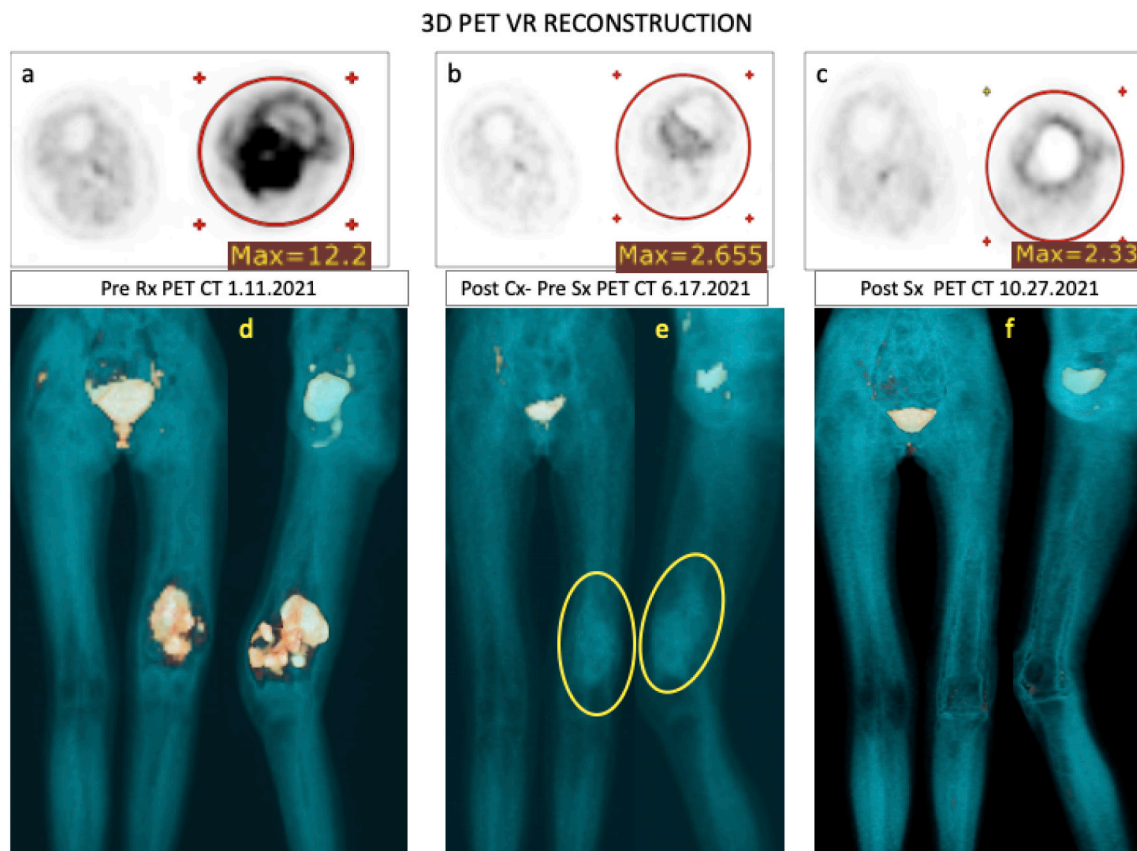 3D PET VR RECONSTRUCTION
a
b
c
Max=12.2
Max=2.655
Max=2.33
Pre Rx PET CT 1.11.2021
Post Cx- Pre Sx PET CT 6.17.2021
Post Sx PET CT 10.27.2021
d
e
f